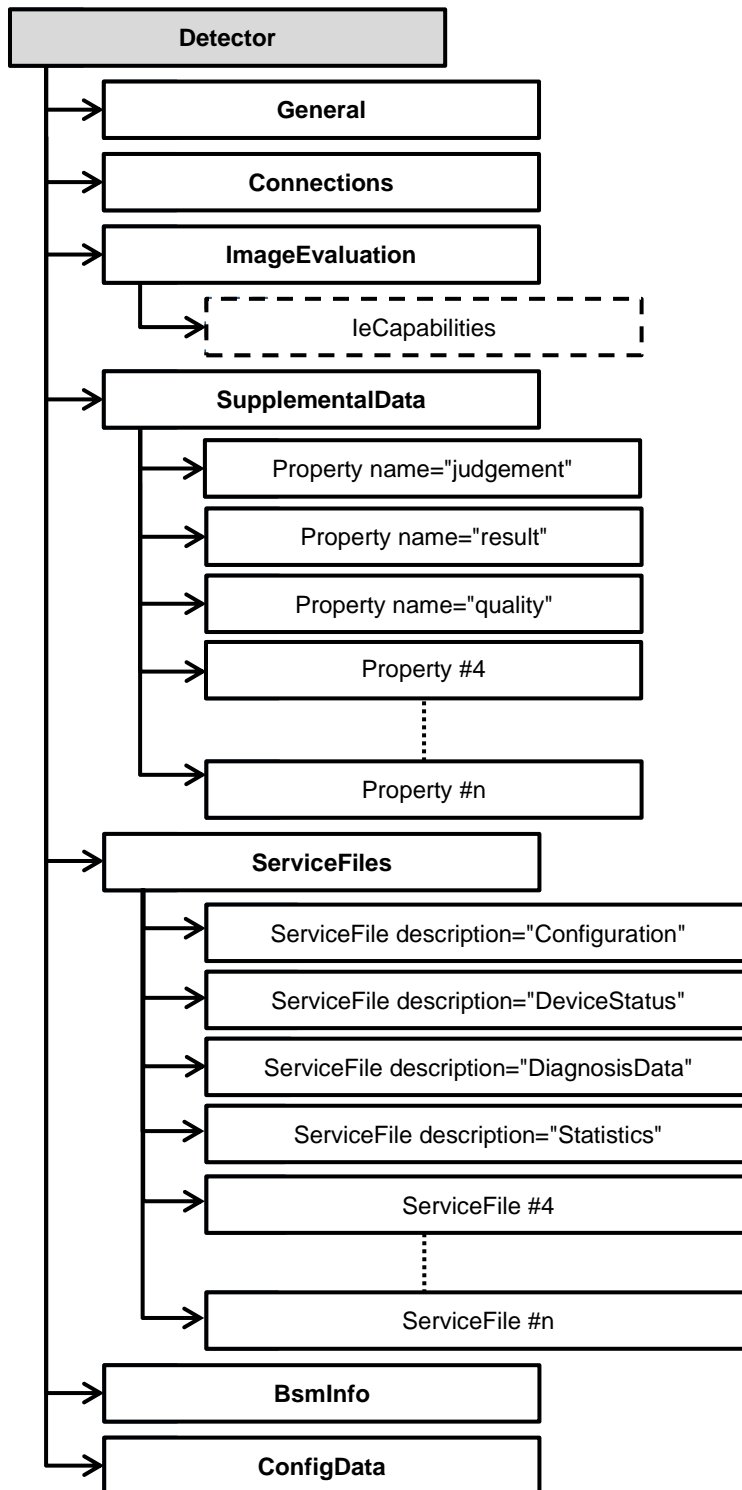 Detector
General
Connections
ImageEvaluation
IeCapabilities
SupplementalData
Property name="judgement"
Property name="result"
Property name="quality"
Property #4
Property #n
ServiceFiles
ServiceFile description="Configuration"
ServiceFile description="DeviceStatus"
ServiceFile description="DiagnosisData"
ServiceFile description="Statistics"
ServiceFile #4
ServiceFile #n
BsmInfo
ConfigData